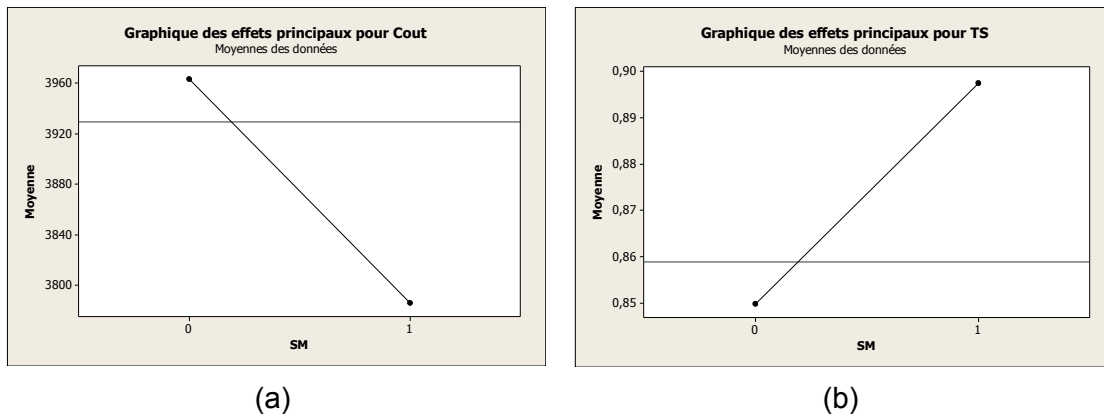 Graphique des effets principaux pour Cout
Moyennes des données
3960
3920
3880
3840
3800
Moyenne
0
1
SM
(a)
Graphique des effets principaux pour TS
Moyennes des données
0,90
0,89
0,88
0,87
0,86
0,85
Moyenne
0
1
SM
(b)